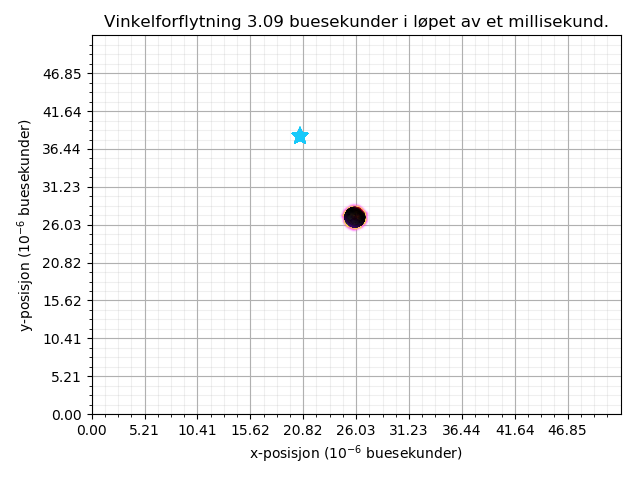 Vinkelforflytning 3.09 buesekunder i løpet av et millisekund.
46.85
41.64
36.44
31.23
26.03
20.82
15.62
10.41
5.21
0.00
y-posisjon (10⁻⁶ buesekunder)
0.00 5.21 10.41 15.62 20.82 26.03 31.23 36.44 41.64 46.85
x-posisjon (10⁻⁶ buesekunder)